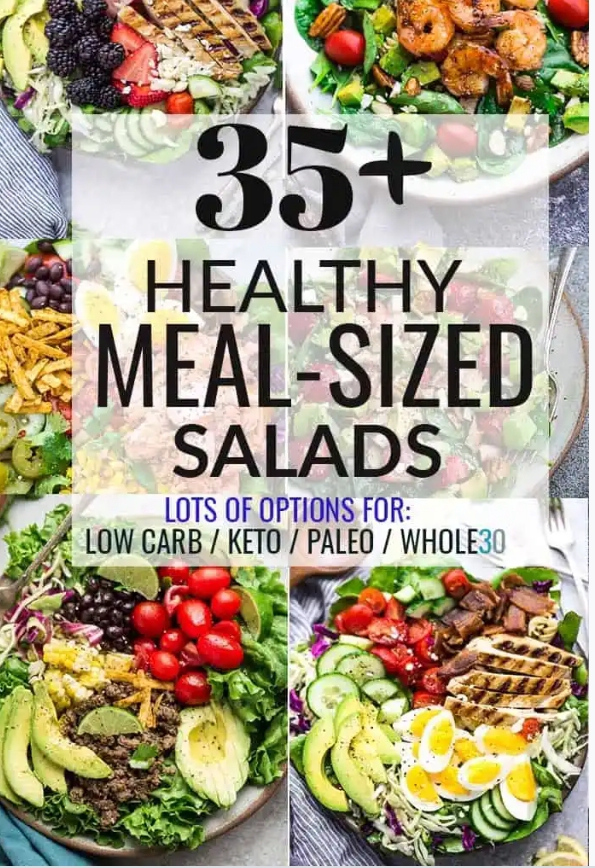 35+
HEALTHY
MEAL-SIZED
SALADS
LOTS OF OPTIONS FOR:
LOW CARB / KETO / PALEO / WHOLE30